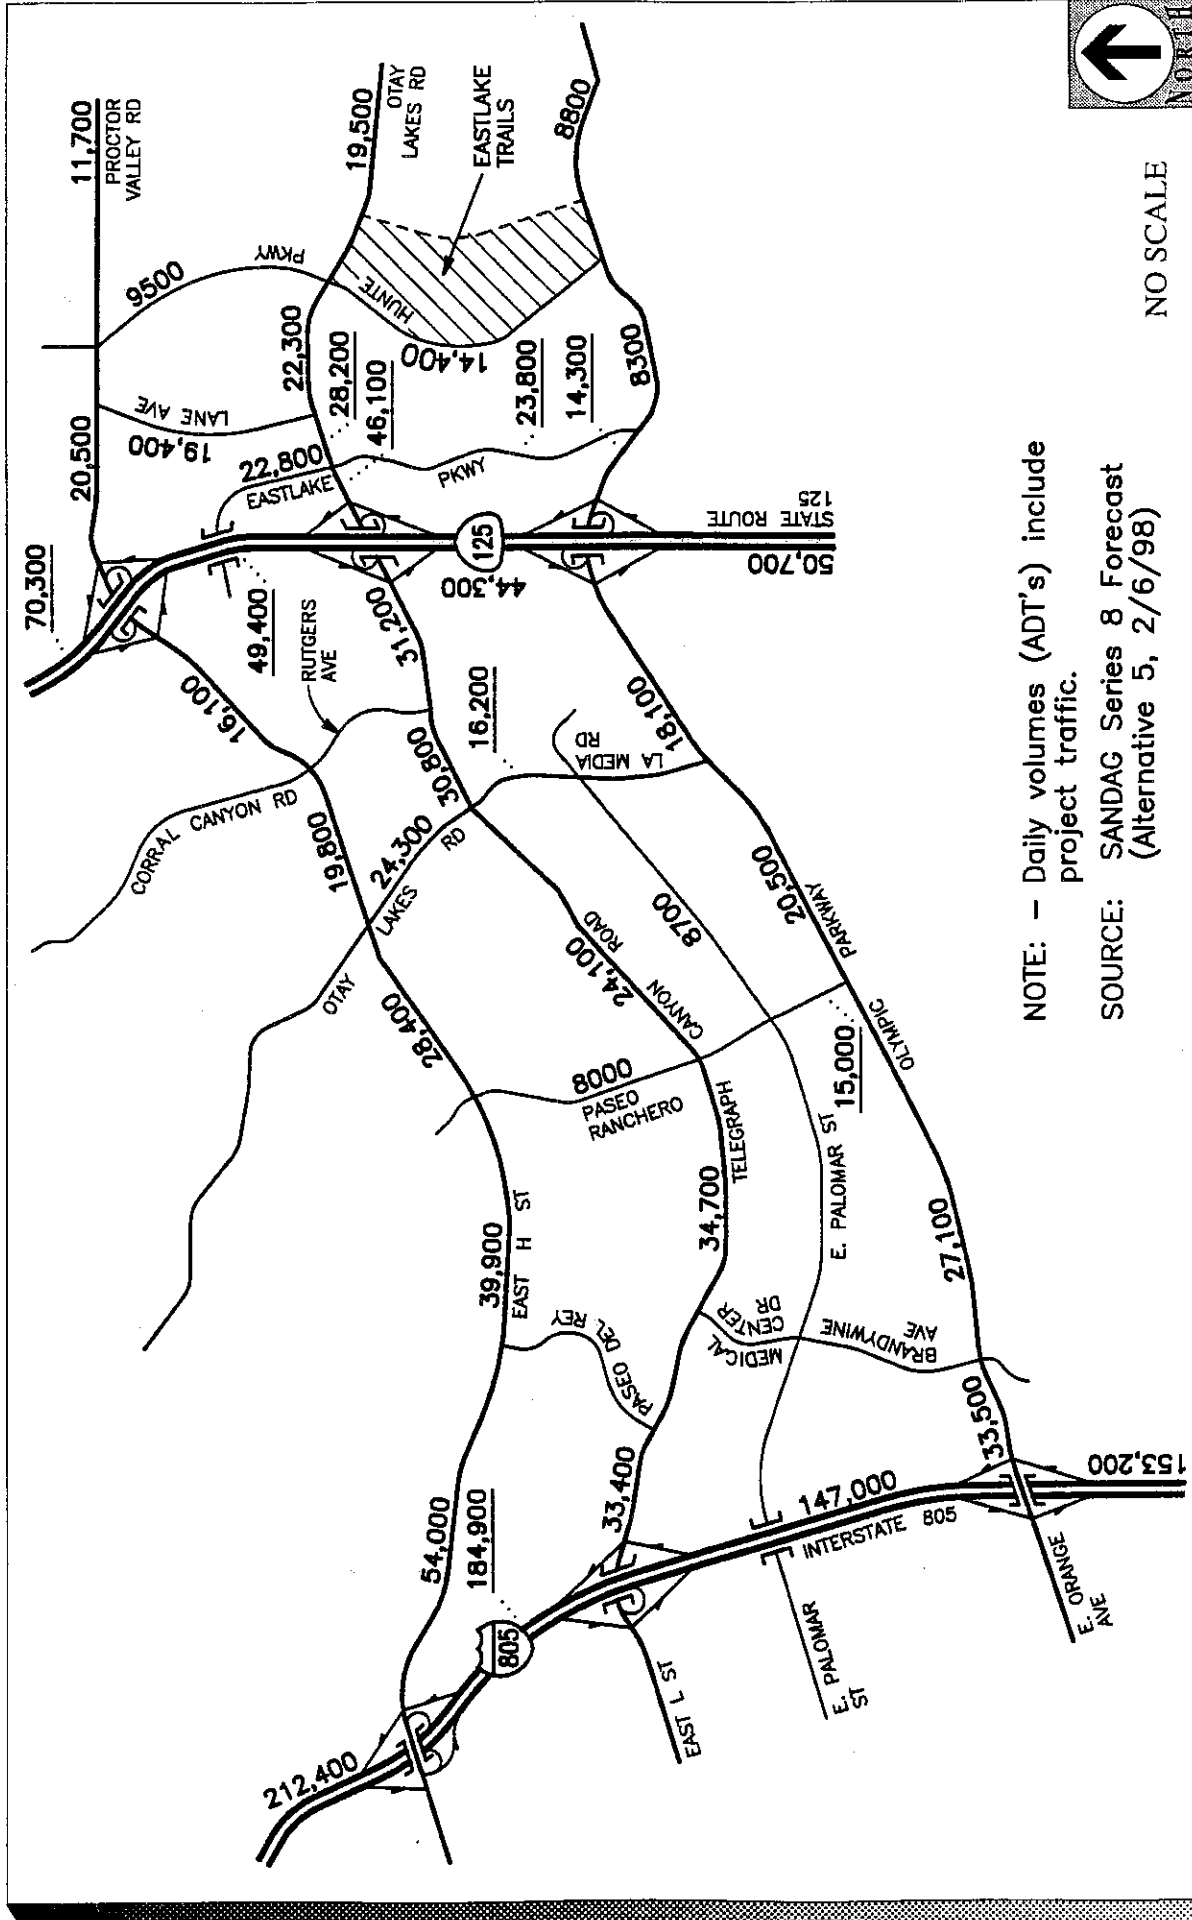 212,400
805
54,000
184,900
39,900
EAST H ST
28,400
19,800
16,100
70,300
20,500
11,700
PROCTOR
VALLEY RD
9500
PKWY
LANE AVE
19,400
22,800
EASTLAKE
PKWY
49,400
RUTGERS
AVE
CORRAL CANYON RD
OTAY
LAKES
RD
24,300
30,800
31,200
22,300
28,200
46,100
19,500
OTAY
LAKES RD
EASTLAKE
TRAILS
HUNTE
14,400
23,800
14,300
8300
8800
125
44,300
STATE ROUTE
125
50,700
16,200
LA MEDIA
RD
18,100
20,500
OLYMPIC
PARKWAY
8700
24,100
TELEGRAPH
CANYON
ROAD
8000
PASEO
RANCHERO
15,000
34,700
E. PALOMAR ST
PASEO DEL REY
MEDICAL
CENTER
DR
BRANDYWINE
AVE
27,100
33,400
33,500
147,000
INTERSTATE 805
153,200
EAST L ST
E. PALOMAR
ST
E. ORANGE
AVE
NOTE: - Daily volumes (ADT's) include
project traffic.
SOURCE: SANDAG Series 8 Forecast
(Alternative 5, 2/6/98)
NO SCALE
NORTH